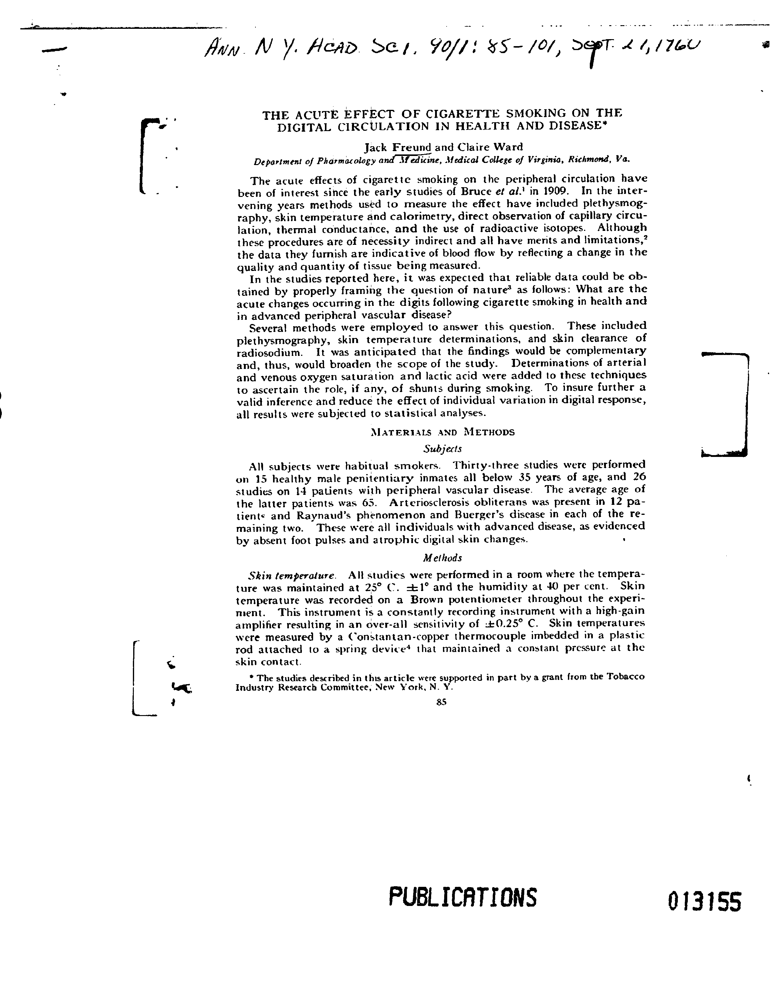 ANN. N Y. ACAD. SCI. 90/1: 85-101, SEPT. 21, 1960
THE ACUTE EFFECT OF CIGARETTE SMOKING ON THE
DIGITAL CIRCULATION IN HEALTH AND DISEASE*
Jack Freund and Claire Ward
Department of Pharmacology and Medicine, Medical College of Virginia, Richmond, Va.
The acute effects of cigarette smoking on the peripheral circulation have
been of interest since the early studies of Bruce et al.¹ in 1909. In the inter-
vening years methods used to measure the effect have included plethysmog-
raphy, skin temperature and calorimetry, direct observation of capillary circu-
lation, thermal conductance, and the use of radioactive isotopes. Although
these procedures are of necessity indirect and all have merits and limitations,²
the data they furnish are indicative of blood flow by reflecting a change in the
quality and quantity of tissue being measured.
In the studies reported here, it was expected that reliable data could be ob-
tained by properly framing the question of nature³ as follows: What are the
acute changes occurring in the digits following cigarette smoking in health and
in advanced peripheral vascular disease?
Several methods were employed to answer this question. These included
plethysmography, skin temperature determinations, and skin clearance of
radiosodium. It was anticipated that the findings would be complementary
and, thus, would broaden the scope of the study. Determinations of arterial
and venous oxygen saturation and lactic acid were added to these techniques
to ascertain the role, if any, of shunts during smoking. To insure further a
valid inference and reduce the effect of individual variation in digital response,
all results were subjected to statistical analyses.
MATERIALS AND METHODS
Subjects
All subjects were habitual smokers. Thirty-three studies were performed
on 15 healthy male penitentiary inmates all below 35 years of age, and 26
studies on 14 patients with peripheral vascular disease. The average age of
the latter patients was 65. Arteriosclerosis obliterans was present in 12 pa-
tients and Raynaud's phenomenon and Buerger's disease in each of the re-
maining two. These were all individuals with advanced disease, as evidenced
by absent foot pulses and atrophic digital skin changes.
Methods
Skin temperature. All studies were performed in a room where the tempera-
ture was maintained at 25° C. ±1° and the humidity at 40 per cent. Skin
temperature was recorded on a Brown potentiometer throughout the experi-
ment. This instrument is a constantly recording instrument with a high-gain
amplifier resulting in an over-all sensitivity of ±0.25° C. Skin temperatures
were measured by a Constantan-copper thermocouple imbedded in a plastic
rod attached to a spring device⁴ that maintained a constant pressure at the
skin contact.
* The studies described in this article were supported in part by a grant from the Tobacco
Industry Research Committee, New York, N. Y.
85
PUBLICATIONS 013155